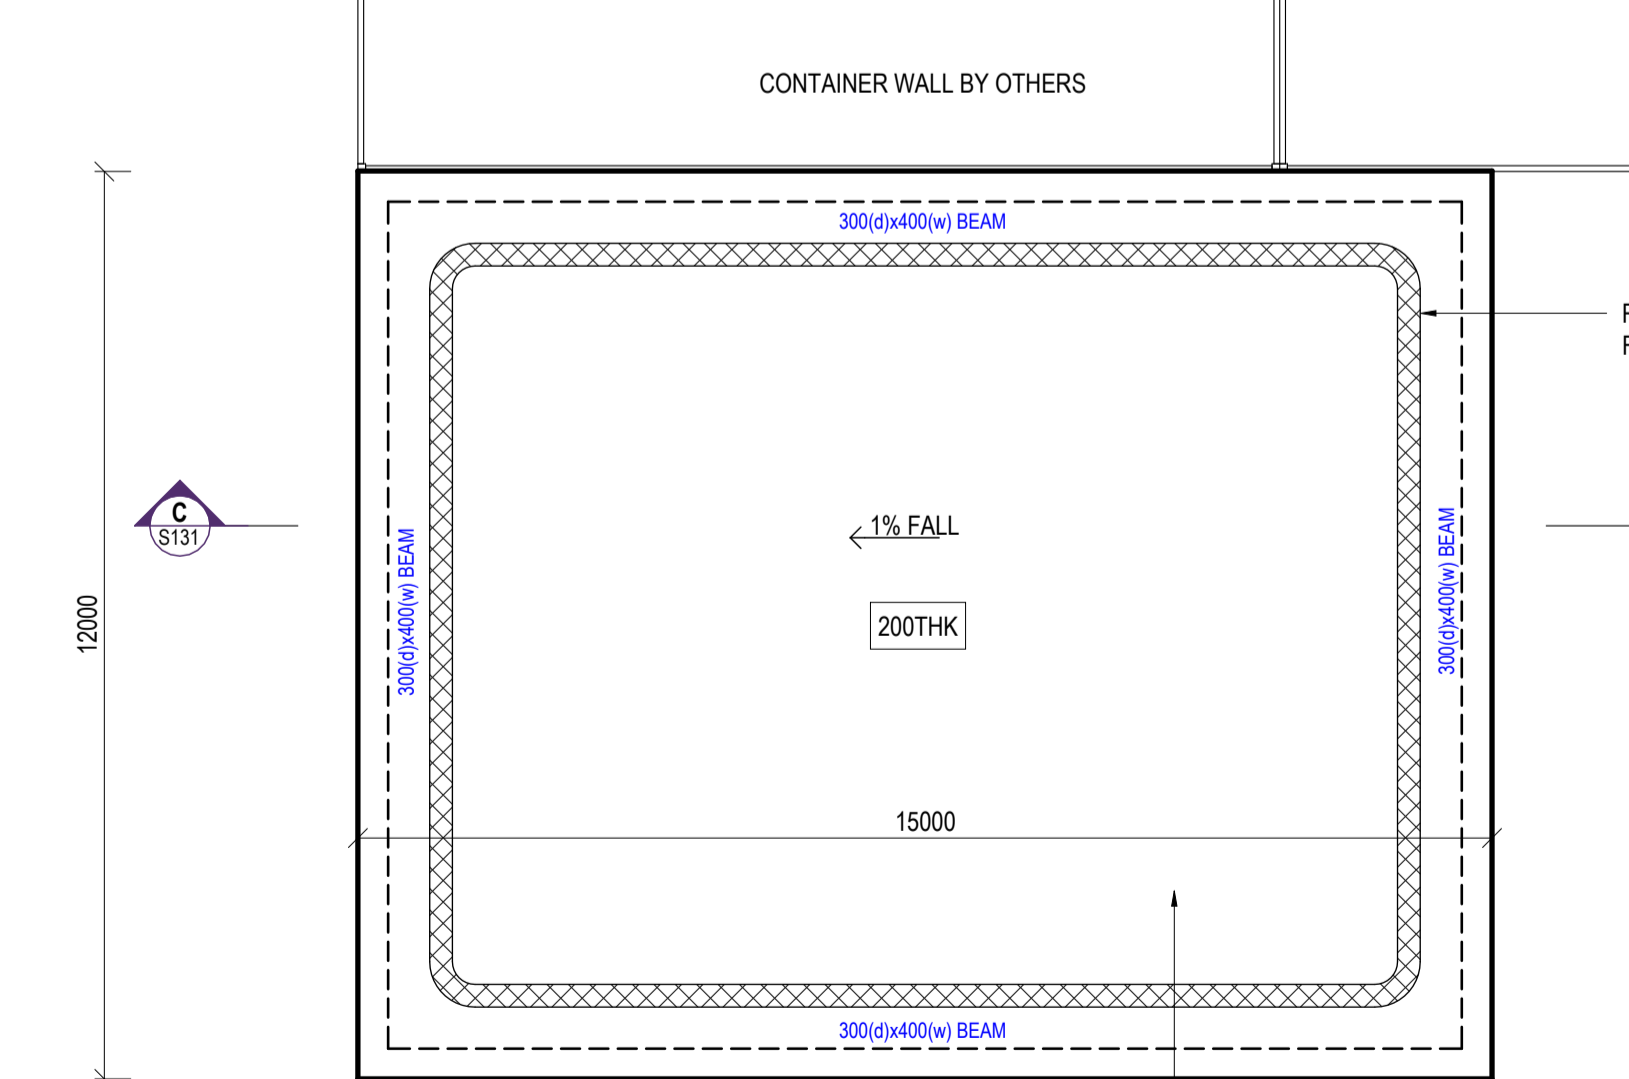 CONTAINER WALL BY OTHERS
300(d)x400(w) BEAM
C
S131
1% FALL
200THK
300(d)x400(w) BEAM
300(d)x400(w) BEAM
12000
15000
300(d)x400(w) BEAM